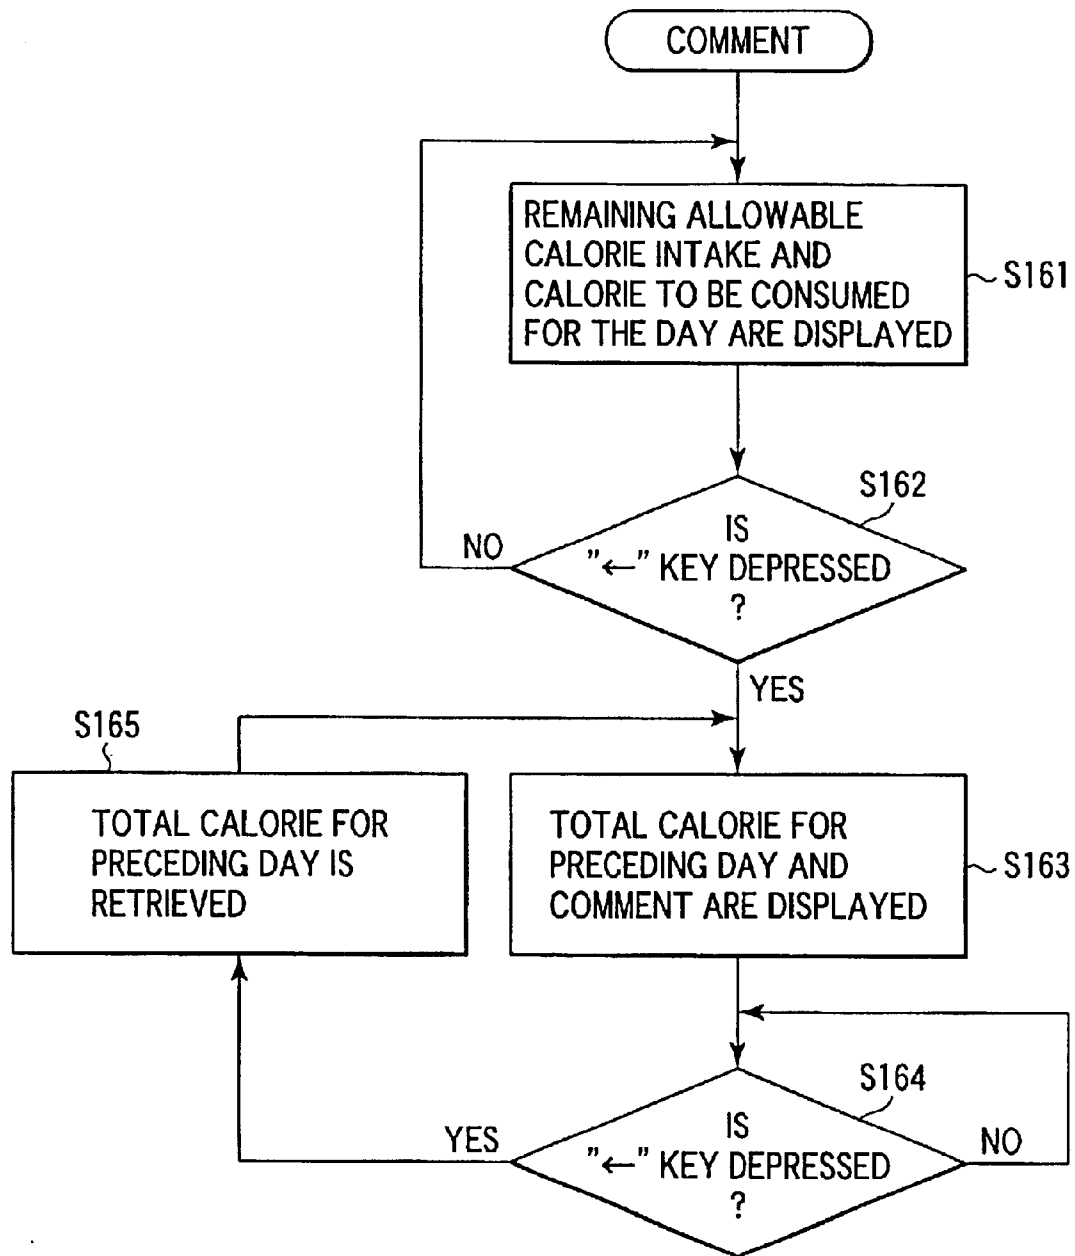 COMMENT
REMAINING ALLOWABLE
CALORIE INTAKE AND
CALORIE TO BE CONSUMED
FOR THE DAY ARE DISPLAYED
S161
S162
IS
"←" KEY DEPRESSED
?
NO
YES
S165
TOTAL CALORIE FOR
PRECEDING DAY IS
RETRIEVED
TOTAL CALORIE FOR
PRECEDING DAY AND
COMMENT ARE DISPLAYED
S163
S164
IS
"←" KEY DEPRESSED
?
YES
NO